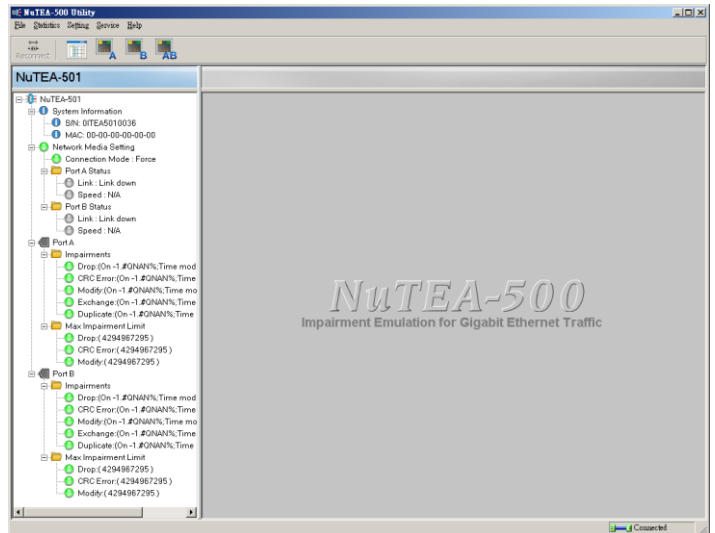 NuTEA-500 Utility
File Statistics Setting Service Help
Reconnect A B AB
NuTEA-501
NuTEA-501
System Information
S/N: 0ITEA5010036
MAC: 00-00-00-00-00-00
Network Media Setting
Connection Mode : Force
Port A Status
Link : Link down
Speed : N/A
Port B Status
Link : Link down
Speed : N/A
Port A
Impairments
Drop:(On -1.#QNAN%;Time mod
CRC Error:(On -1.#QNAN%;Time
Modify:(On -1.#QNAN%;Time mo
Exchange:(On -1.#QNAN%;Time
Duplicate:(On -1.#QNAN%;Time
Max Impairment Limit
Drop:( 4294967295 )
CRC Error:( 4294967295 )
Modify:( 4294967295 )
Port B
Impairments
Drop:(On -1.#QNAN%;Time mod
CRC Error:(On -1.#QNAN%;Time
Modify:(On -1.#QNAN%;Time mo
Exchange:(On -1.#QNAN%;Time
Duplicate:(On -1.#QNAN%;Time
Max Impairment Limit
Drop:( 4294967295 )
CRC Error:( 4294967295 )
Modify:( 4294967295 )
NuTEA-500
Impairment Emulation for Gigabit Ethernet Traffic
Connected